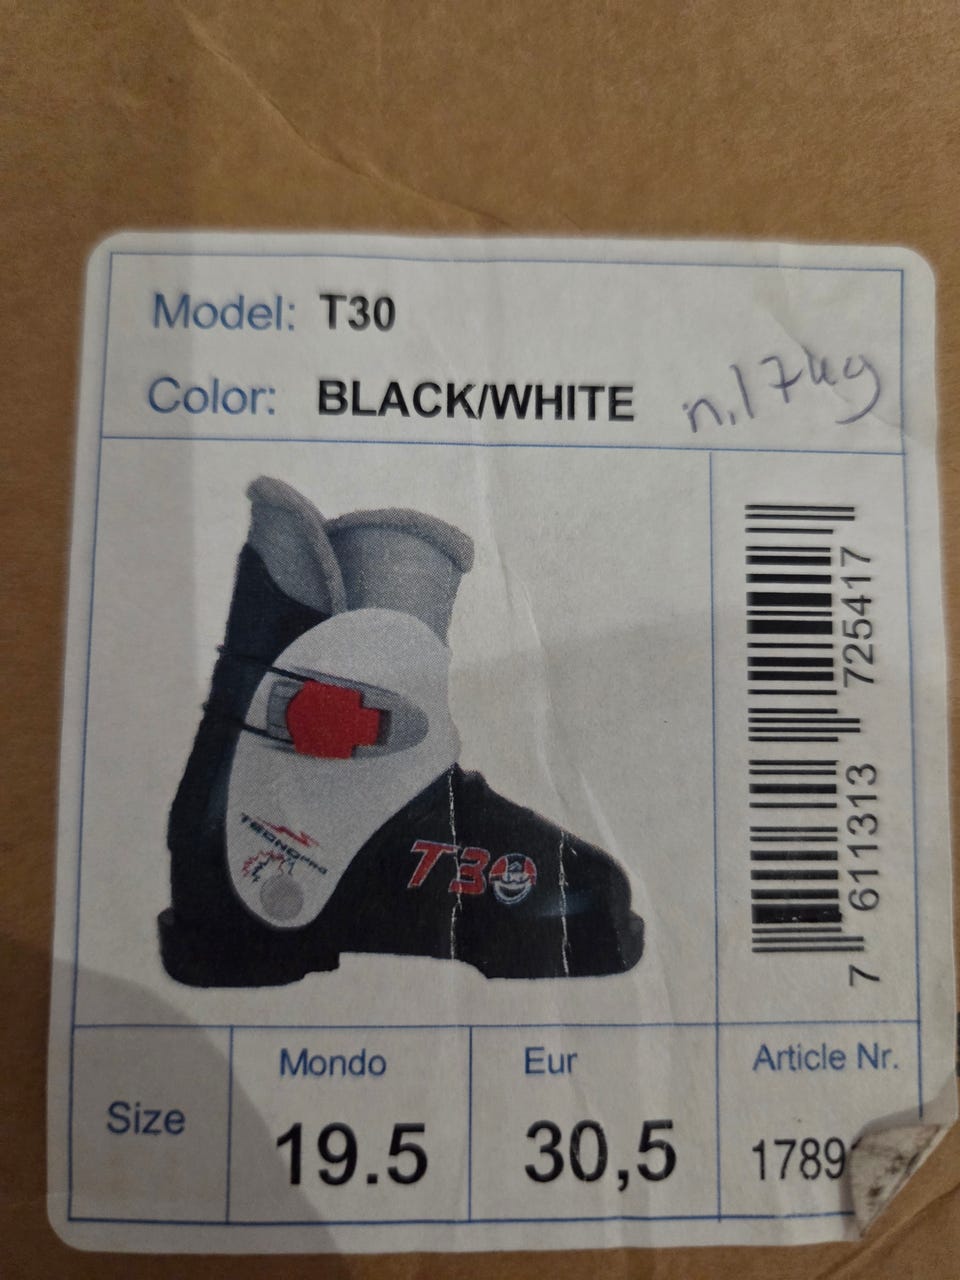 Model: T30
Color: BLACK/WHITE
TECNOPRO
T30
7 611313 725417
Size
Mondo
19.5
Eur
30,5
Article Nr.
1789